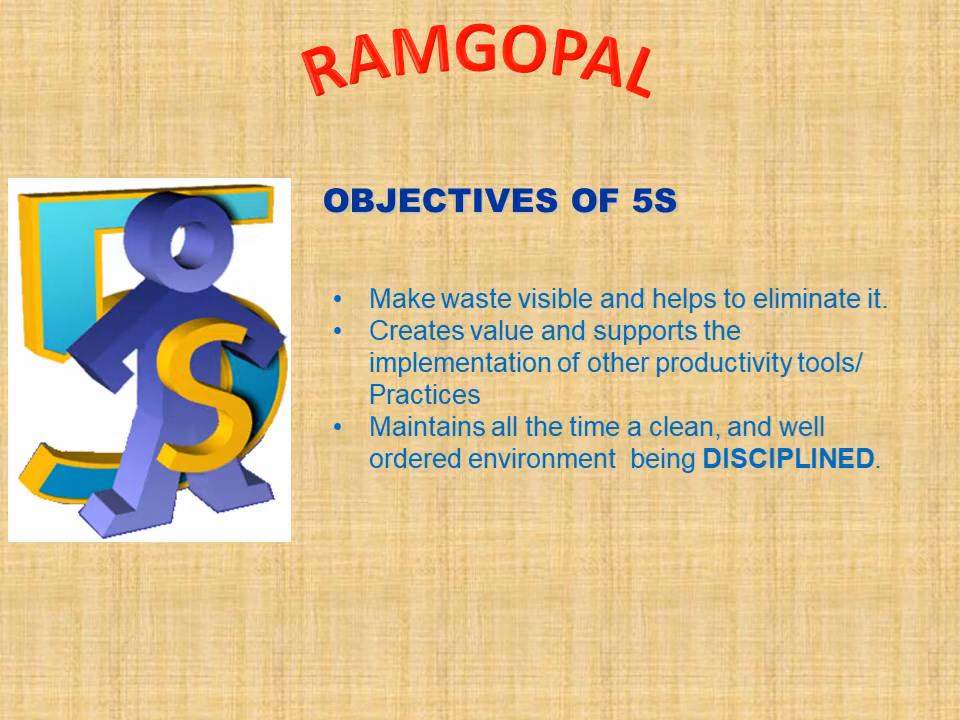 RAMGOPAL
OBJECTIVES OF 5S
• Make waste visible and helps to eliminate it.
• Creates value and supports the
implementation of other productivity tools/
Practices
• Maintains all the time a clean, and well
ordered environment  being DISCIPLINED.
5S